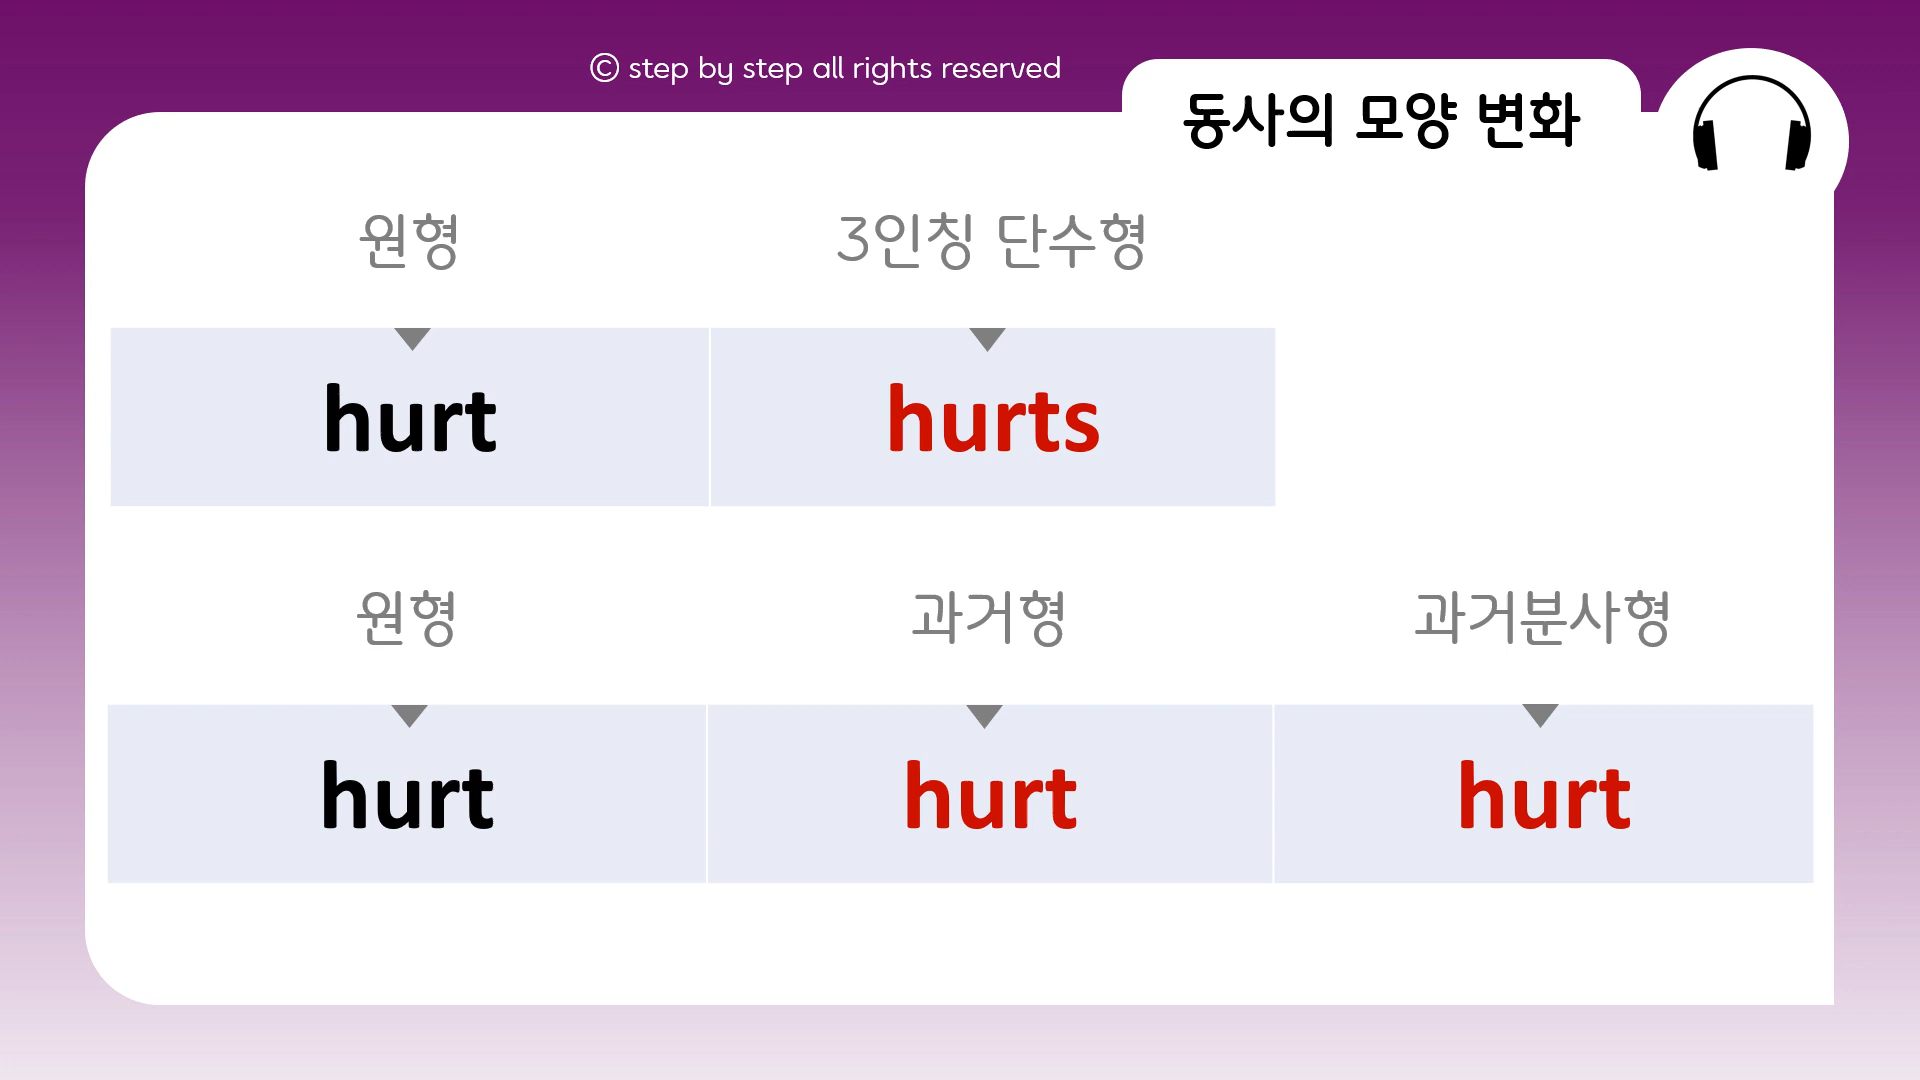 © step by step all rights reserved
동사의 모양 변화
원형 3인칭 단수형
hurt hurts
원형 과거형 과거분사형
hurt hurt hurt